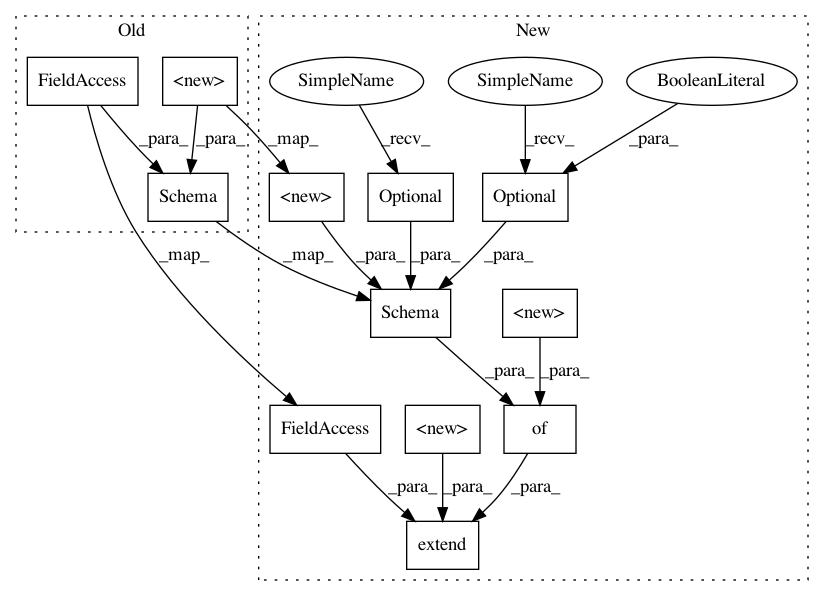 Old
New
FieldAccess
<new>
SimpleName
SimpleName
BooleanLiteral
_para_
_para_
_map_
_recv_
_recv_
_para_
Schema
<new>
Optional
Optional
_map_
_map_
_para_
_para_
_para_
Schema
<new>
_para_
_para_
FieldAccess
<new>
of
_para_
_para_
_para_
extend